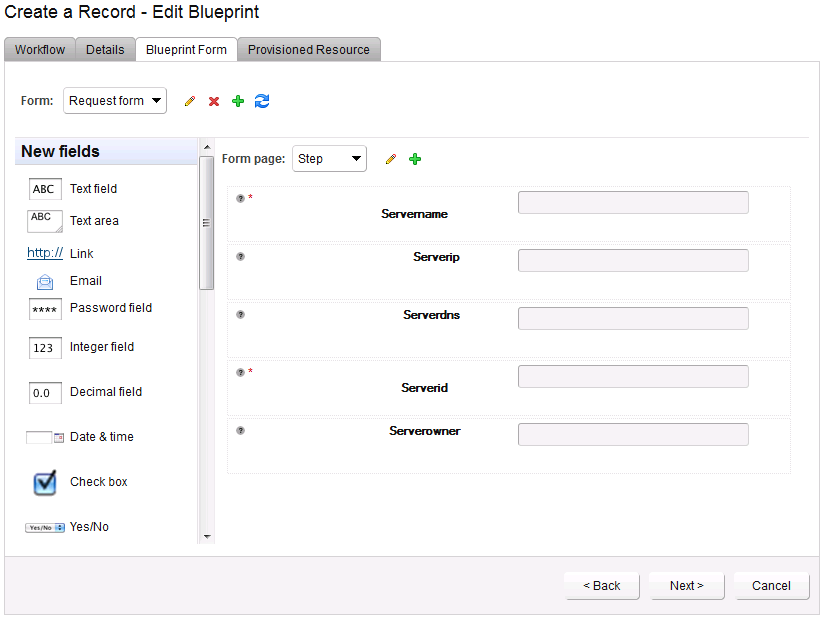 Create a Record - Edit Blueprint
Workflow Details Blueprint Form Provisioned Resource
Form: Request form
New fields
ABC Text field
ABC Text area
http:// Link
Email
**** Password field
123 Integer field
0.0 Decimal field
Date & time
Check box
Yes/No Yes/No
Form page: Step
? *
Servername
? Serverip
? Serverdns
? *
Serverid
? Serverowner
< Back Next > Cancel